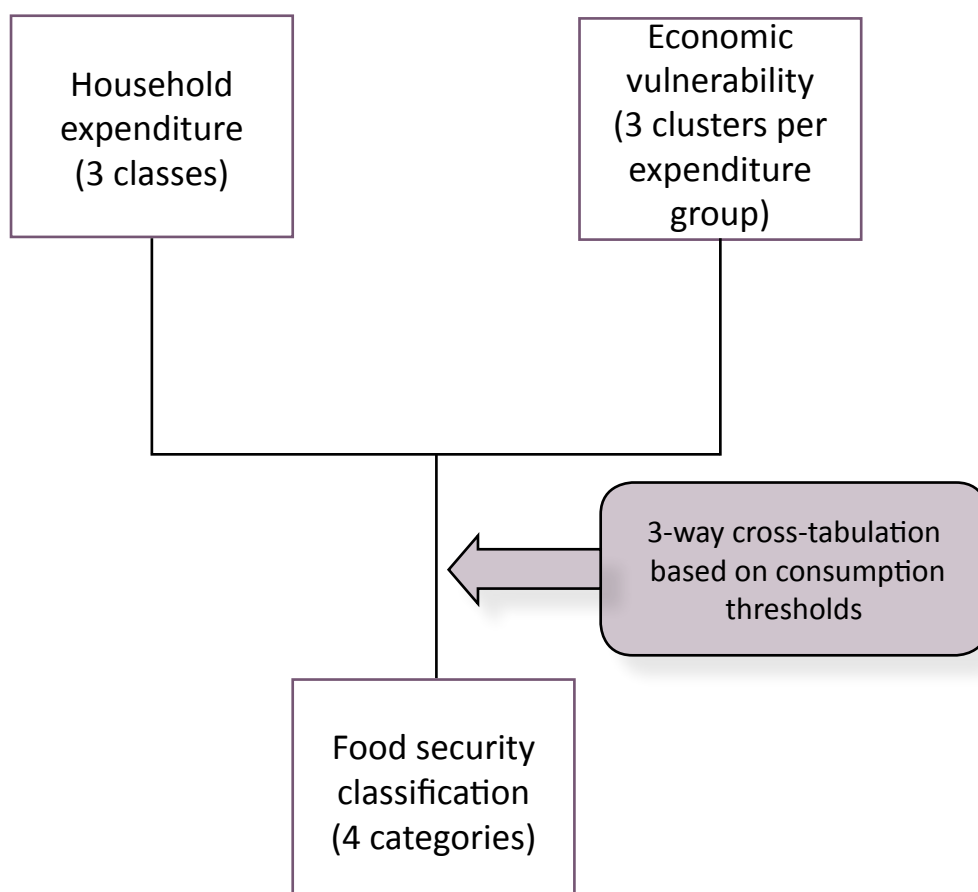 Household
expenditure
(3 classes)
Economic
vulnerability
(3 clusters per
expenditure
group)
3-way cross-tabulation
based on consumption
thresholds
Food security
classification
(4 categories)